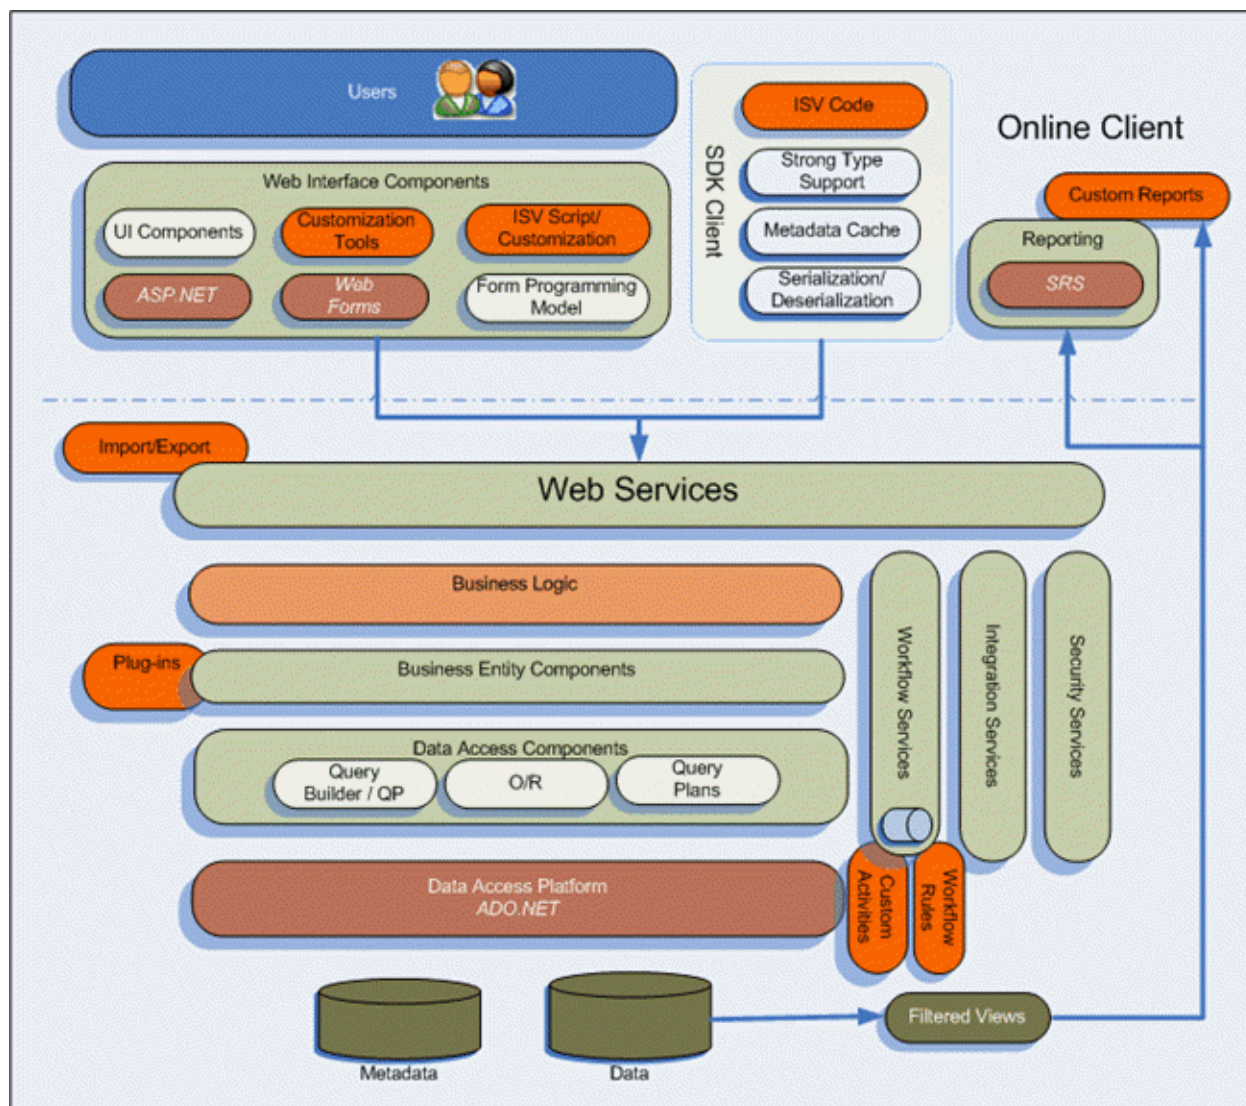 Users
Web Interface Components
UI Components
Customization
Tools
ISV Script/
Customization
ASP.NET
Web
Forms
Form Programming
Model
SDK Client
ISV Code
Strong Type
Support
Metadata Cache
Serialization/
Deserialization
Online Client
Custom Reports
Reporting
SRS
Import/Export
Web Services
Business Logic
Plug-ins
Business Entity Components
Data Access Components
Query
Builder / QP
O/R
Query
Plans
Data Access Platform
ADO.NET
Workflow Services
Integration Services
Security Services
Custom
Activities
Workflow
Rules
Metadata
Data
Filtered Views